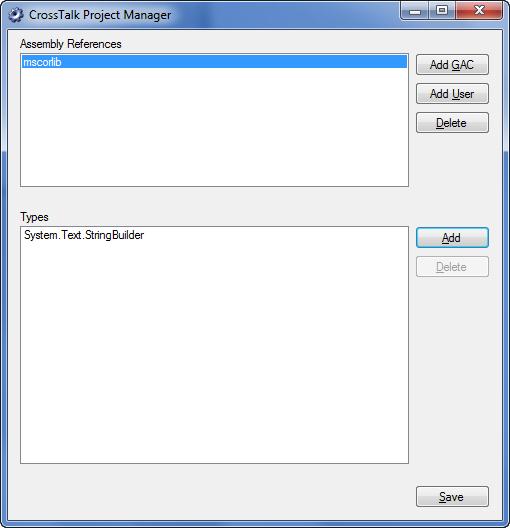 CrossTalk Project Manager
Assembly References
mscorlib
Add GAC
Add User
Delete
Types
System.Text.StringBuilder
Add
Delete
Save